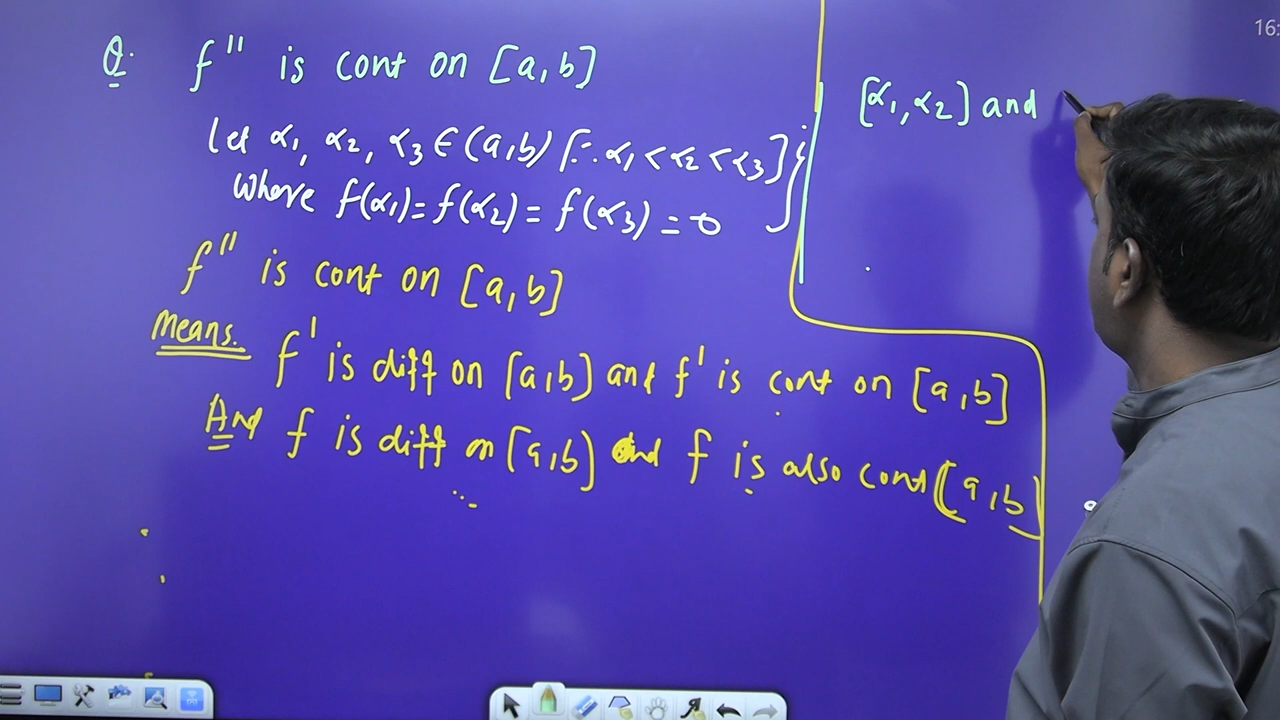 Q. f'' is cont on [a,b]
Let α1, α2, α3 ∈ (a,b) [∵ α1 < α2 < α3]
Where f(α1) = f(α2) = f(α3) = 0
f'' is cont on [a,b]
Means. f' is diff on [a,b] and f' is cont on [a,b]
And f is diff on [a,b] and f is also cont [a,b]
[α1, α2] and
16: